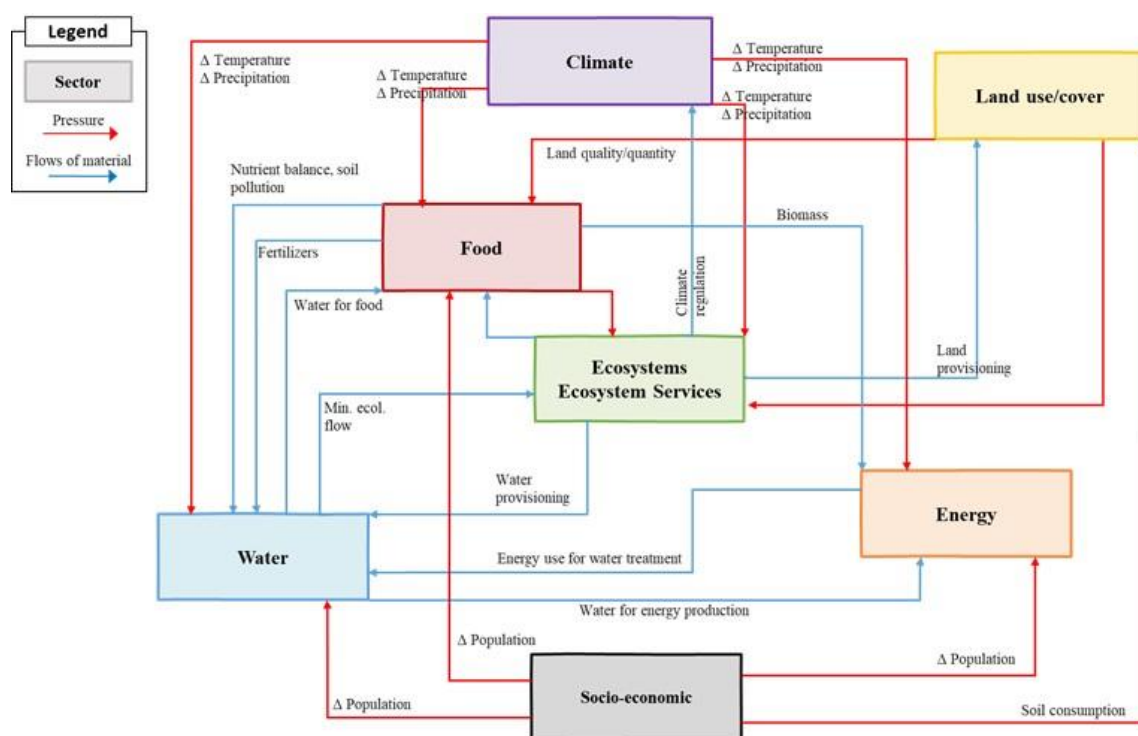 Legend
Sector
Pressure
Flows of material
Δ Temperature
Δ Precipitation
Δ Temperature
Δ Precipitation
Climate
Δ Temperature
Δ Precipitation
Δ Temperature
Δ Precipitation
Land use/cover
Land quality/quantity
Nutrient balance, soil
pollution
Food
Biomass
Fertilizers
Water for food
Climate
regulation
Ecosystems
Ecosystem Services
Land
provisioning
Min. ecol.
flow
Water
provisioning
Energy
Water
Energy use for water treatment
Water for energy production
Δ Population
Δ Population
Δ Population
Socio-economic
Soil consumption